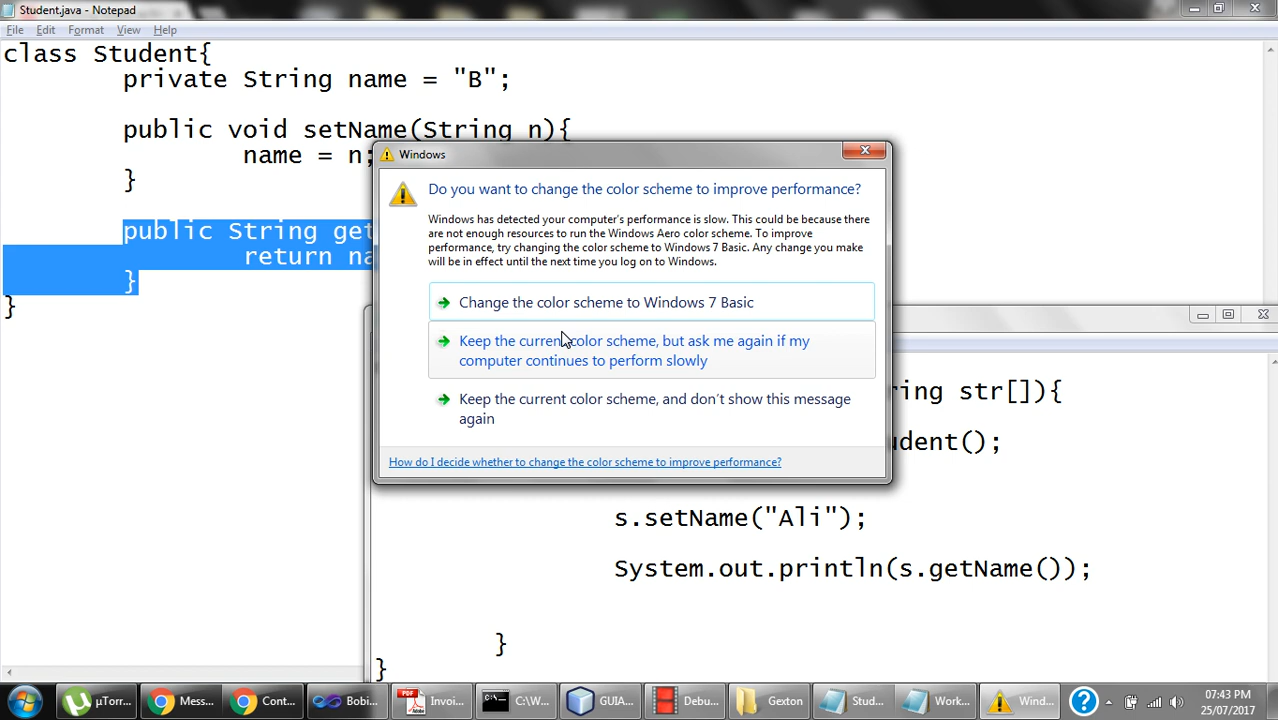 Student.java - Notepad
File Edit Format View Help
class Student{
private String name = "B";
public void setName(String n){
name = n;
}
public String get
return na
}
}
Windows
Do you want to change the color scheme to improve performance?
Windows has detected your computer's performance is slow. This could be because there
are not enough resources to run the Windows Aero color scheme. To improve
performance, try changing the color scheme to Windows 7 Basic. Any change you make
will be in effect until the next time you log on to Windows.
Change the color scheme to Windows 7 Basic
Keep the current color scheme, but ask me again if my
computer continues to perform slowly
Keep the current color scheme, and don't show this message
again
How do I decide whether to change the color scheme to improve performance?
ring str[]){
udent();
s.setName("Ali");
System.out.println(s.getName());
}
}
µTorr... Mess... Cont... Bobi... Invoi... C:\W... GUIA... Debu... Gexton Stud... Work... Wind...
07:43 PM
25/07/2017